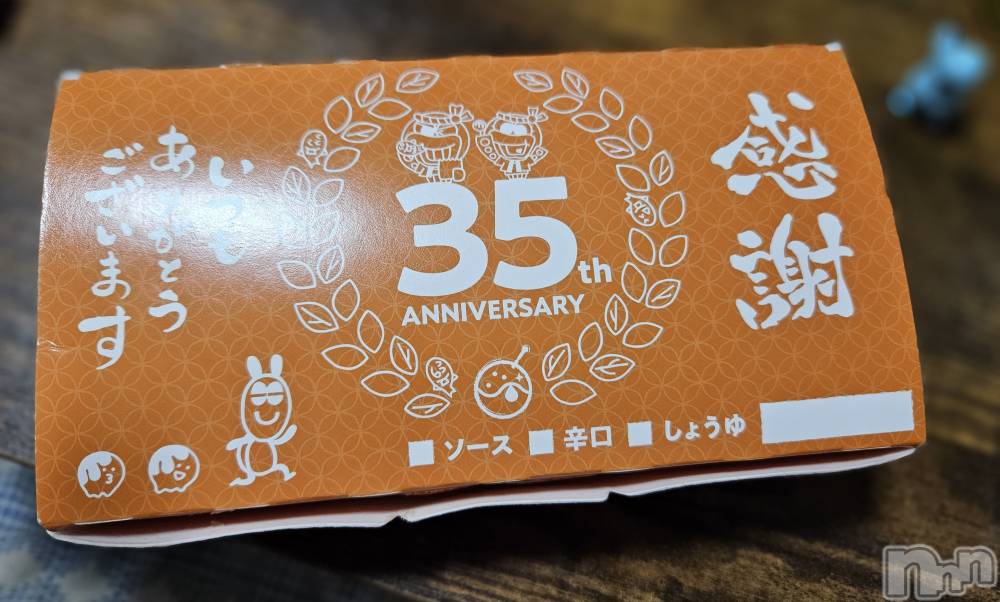 感謝
35th
ANNIVERSARY
いつも
ありがとう
ございます
ソース
辛口
しょうゆ
nnn